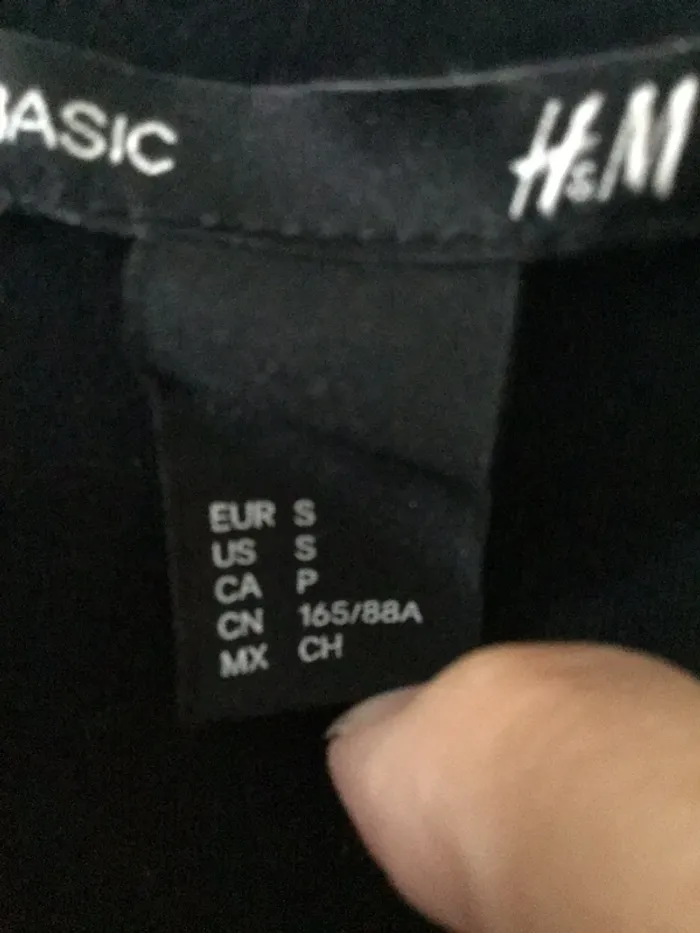 BASIC H&M
EUR S
US S
CA P
CN 165/88A
MX CH